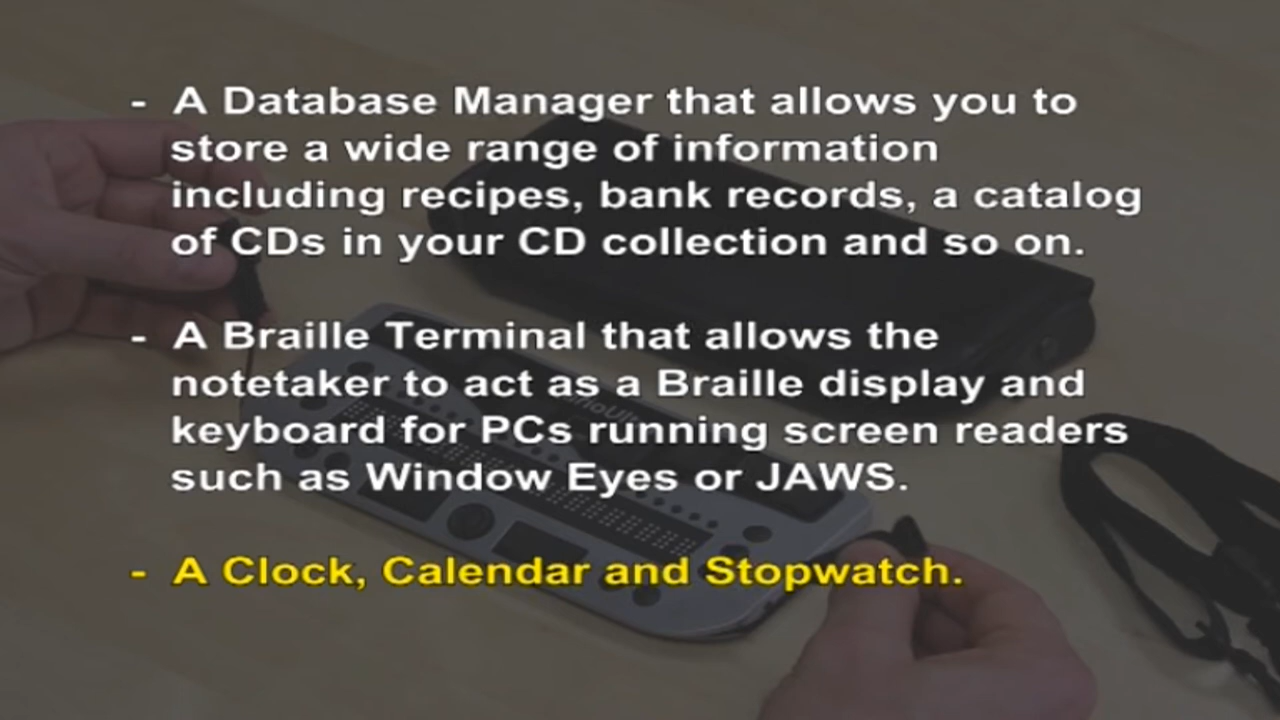 - A Database Manager that allows you to
store a wide range of information
including recipes, bank records, a catalog
of CDs in your CD collection and so on.
- A Braille Terminal that allows the
notetaker to act as a Braille display and
keyboard for PCs running screen readers
such as Window Eyes or JAWS.
- A Clock, Calendar and Stopwatch.